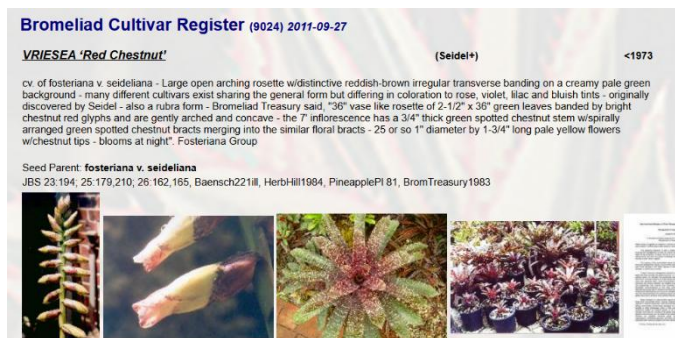 Bromeliad Cultivar Register (9024) 2011-09-27
VRIESEA ‘Red Chestnut’ (Seidel+) <1973
cv. of fosteriana v. seideliana - Large open arching rosette w/distinctive reddish-brown irregular transverse banding on a creamy pale green
background - many different cultivars exist sharing the general form but differing in coloration to rose, violet, lilac and bluish tints - originally
discovered by Seidel - also a rubra form - Bromeliad Treasury said, "36" vase like rosette of 2-1/2" x 36" green leaves banded by bright
chestnut red glyphs and are gently arched and concave - the 7' inflorescence has a 3/4" thick green spotted chestnut stem w/spirally
arranged green spotted chestnut bracts merging into the similar floral bracts - 25 or so 1" diameter by 1-3/4" long pale yellow flowers
w/chestnut tips - blooms at night". Fosteriana Group
Seed Parent: fosteriana v. seideliana
JBS 23:194; 25:179,210; 26:162,165, Baensch221ill, HerbHill1984, PineapplePl 81, BromTreasury1983